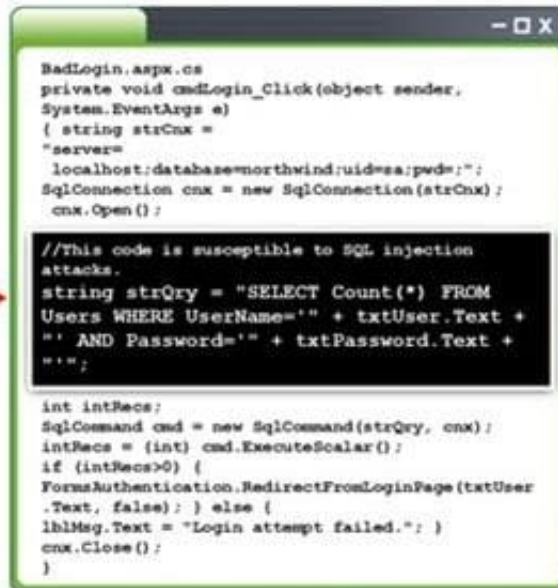 BadLogin.aspx.cs
private void cmdLogin_Click(object sender,
System.EventArgs e)
{ string strCnx =
"server=
localhost;database=northwind;uid=sa;pwd=;";
SqlConnection cnx = new SqlConnection(strCnx);
cnx.Open();
//This code is susceptible to SQL injection
attacks.
string strQry = "SELECT Count(*) FROM
Users WHERE UserName='" + txtUser.Text +
"' AND Password='" + txtPassword.Text +
"'";
int intRecs;
SqlCommand cmd = new SqlCommand(strQry, cnx);
intRecs = (int) cmd.ExecuteScalar();
if (intRecs>0) {
FormsAuthentication.RedirectFromLoginPage(txtUser
.Text, false); } else {
lblMsg.Text = "Login attempt failed."; }
cnx.Close();
}